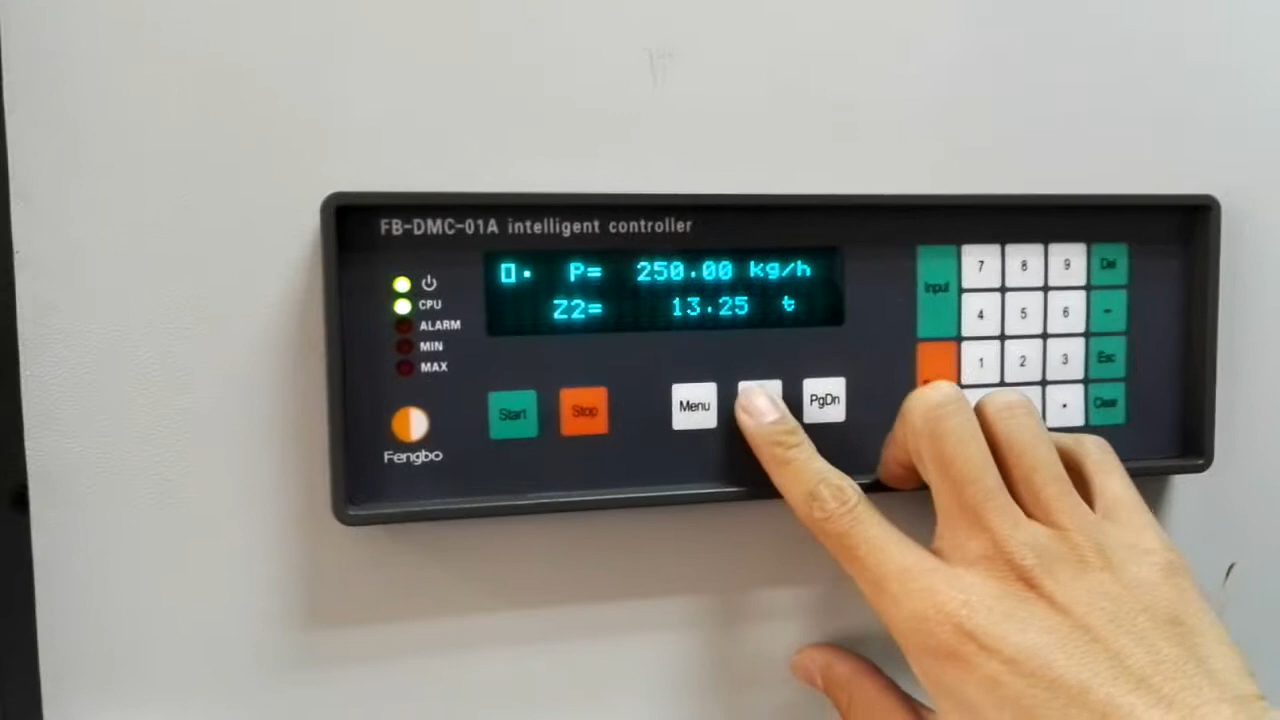 FB-DMC-01A intelligent controller
P= 250.00 kg/h
Z2= 13.25 t
CPU
ALARM
MIN
MAX
Fengbo
Start
Stop
Menu
PgDn
Input
7
8
9
Del
4
5
6
-
1
2
3
Esc
.
Clear